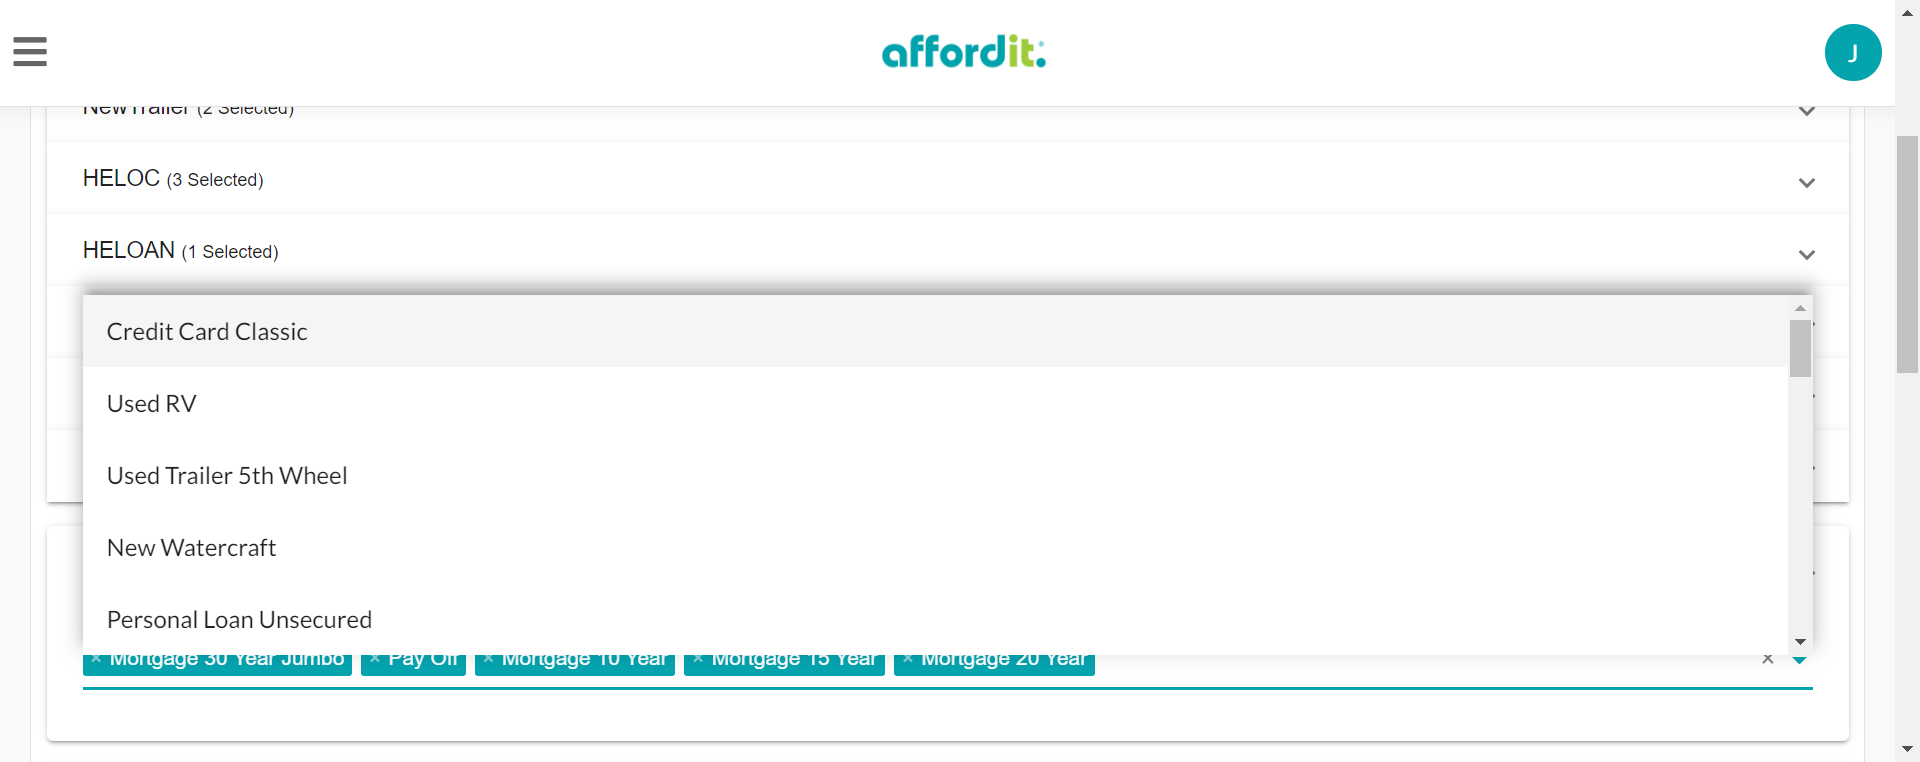 affordit:
J
NewTrailer (2 Selected)
HELOC (3 Selected)
HELOAN (1 Selected)
Credit Card Classic
Used RV
Used Trailer 5th Wheel
New Watercraft
Personal Loan Unsecured
× Mortgage 30 Year Jumbo × Pay Off × Mortgage 10 Year × Mortgage 15 Year × Mortgage 20 Year ×